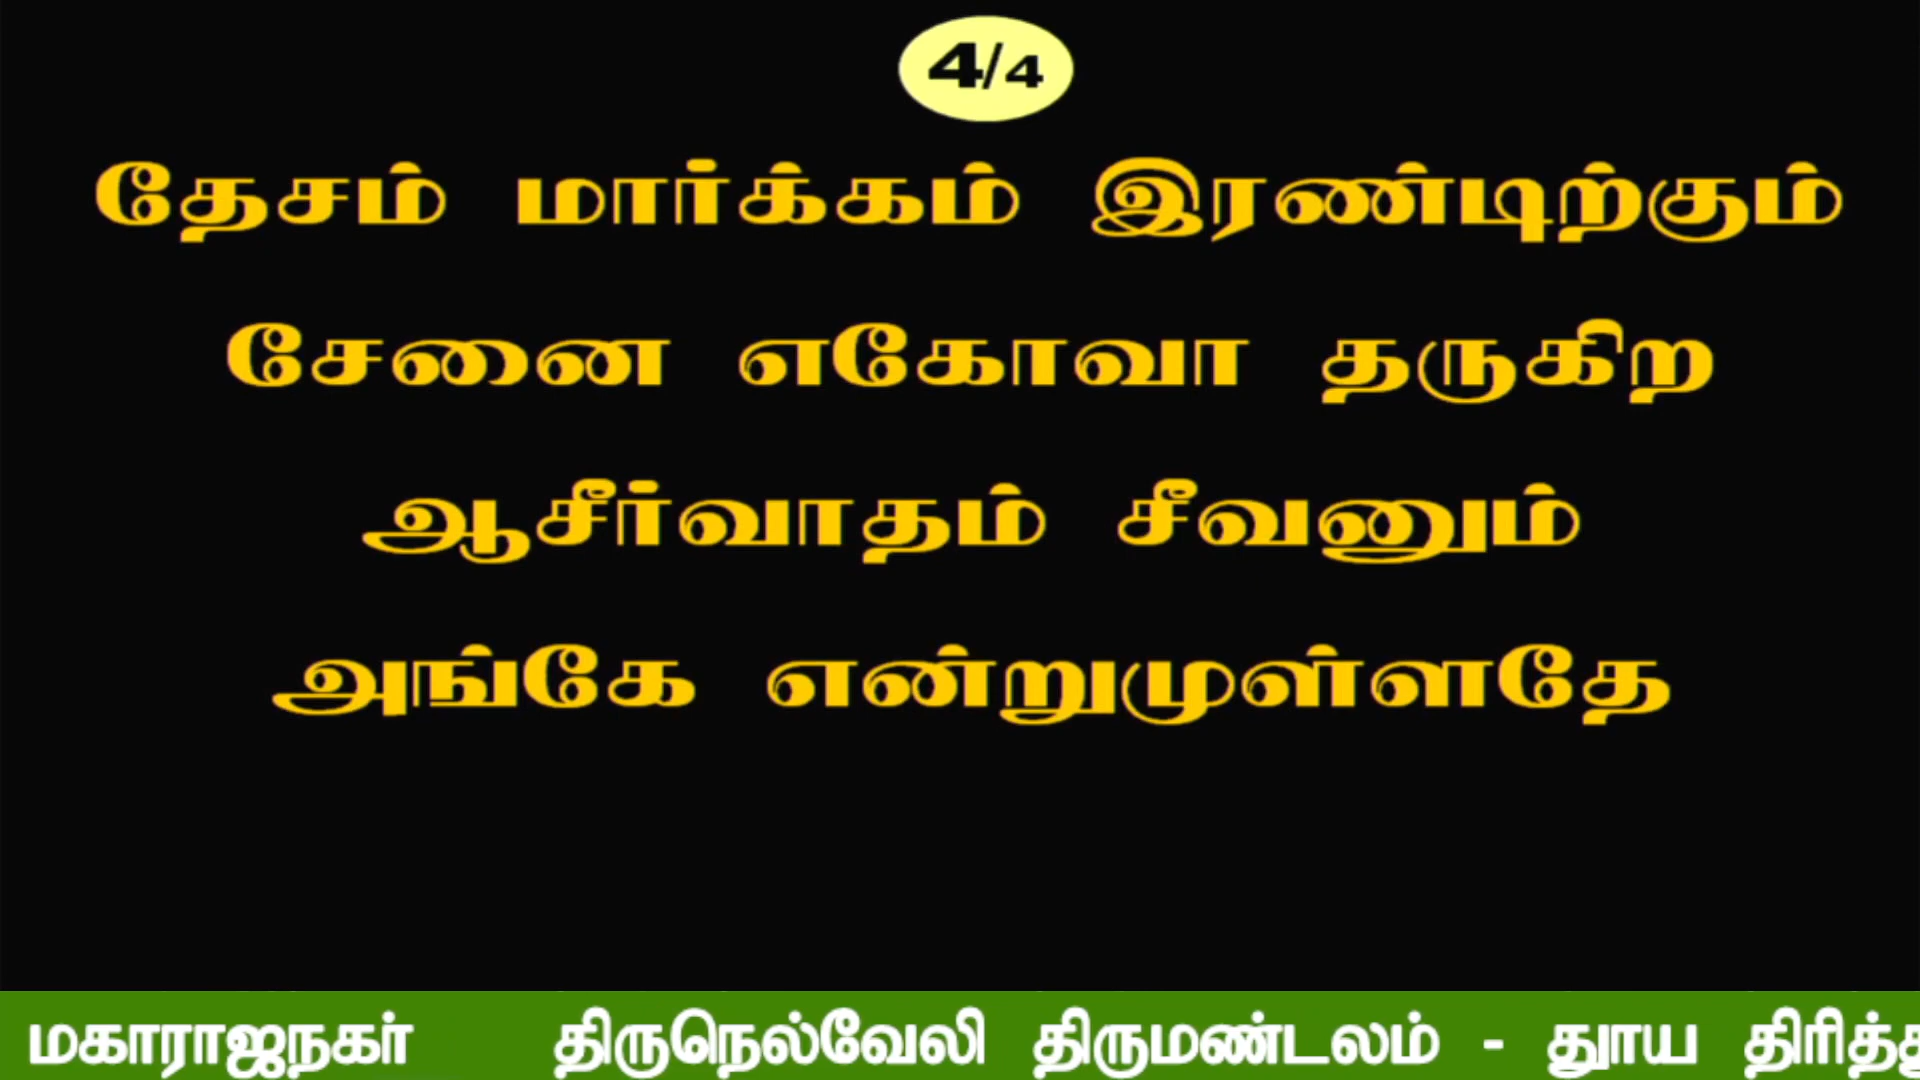 4/4
தேசம் மார்க்கம் இரண்டிற்கும்
சேனை எகோவா தருகிற
ஆசீர்வாதம் சீவனும்
அங்கே என்றுமுள்ளதே
மகாராஜநகர் திருநெல்வேலி திருமண்டலம் - தூய